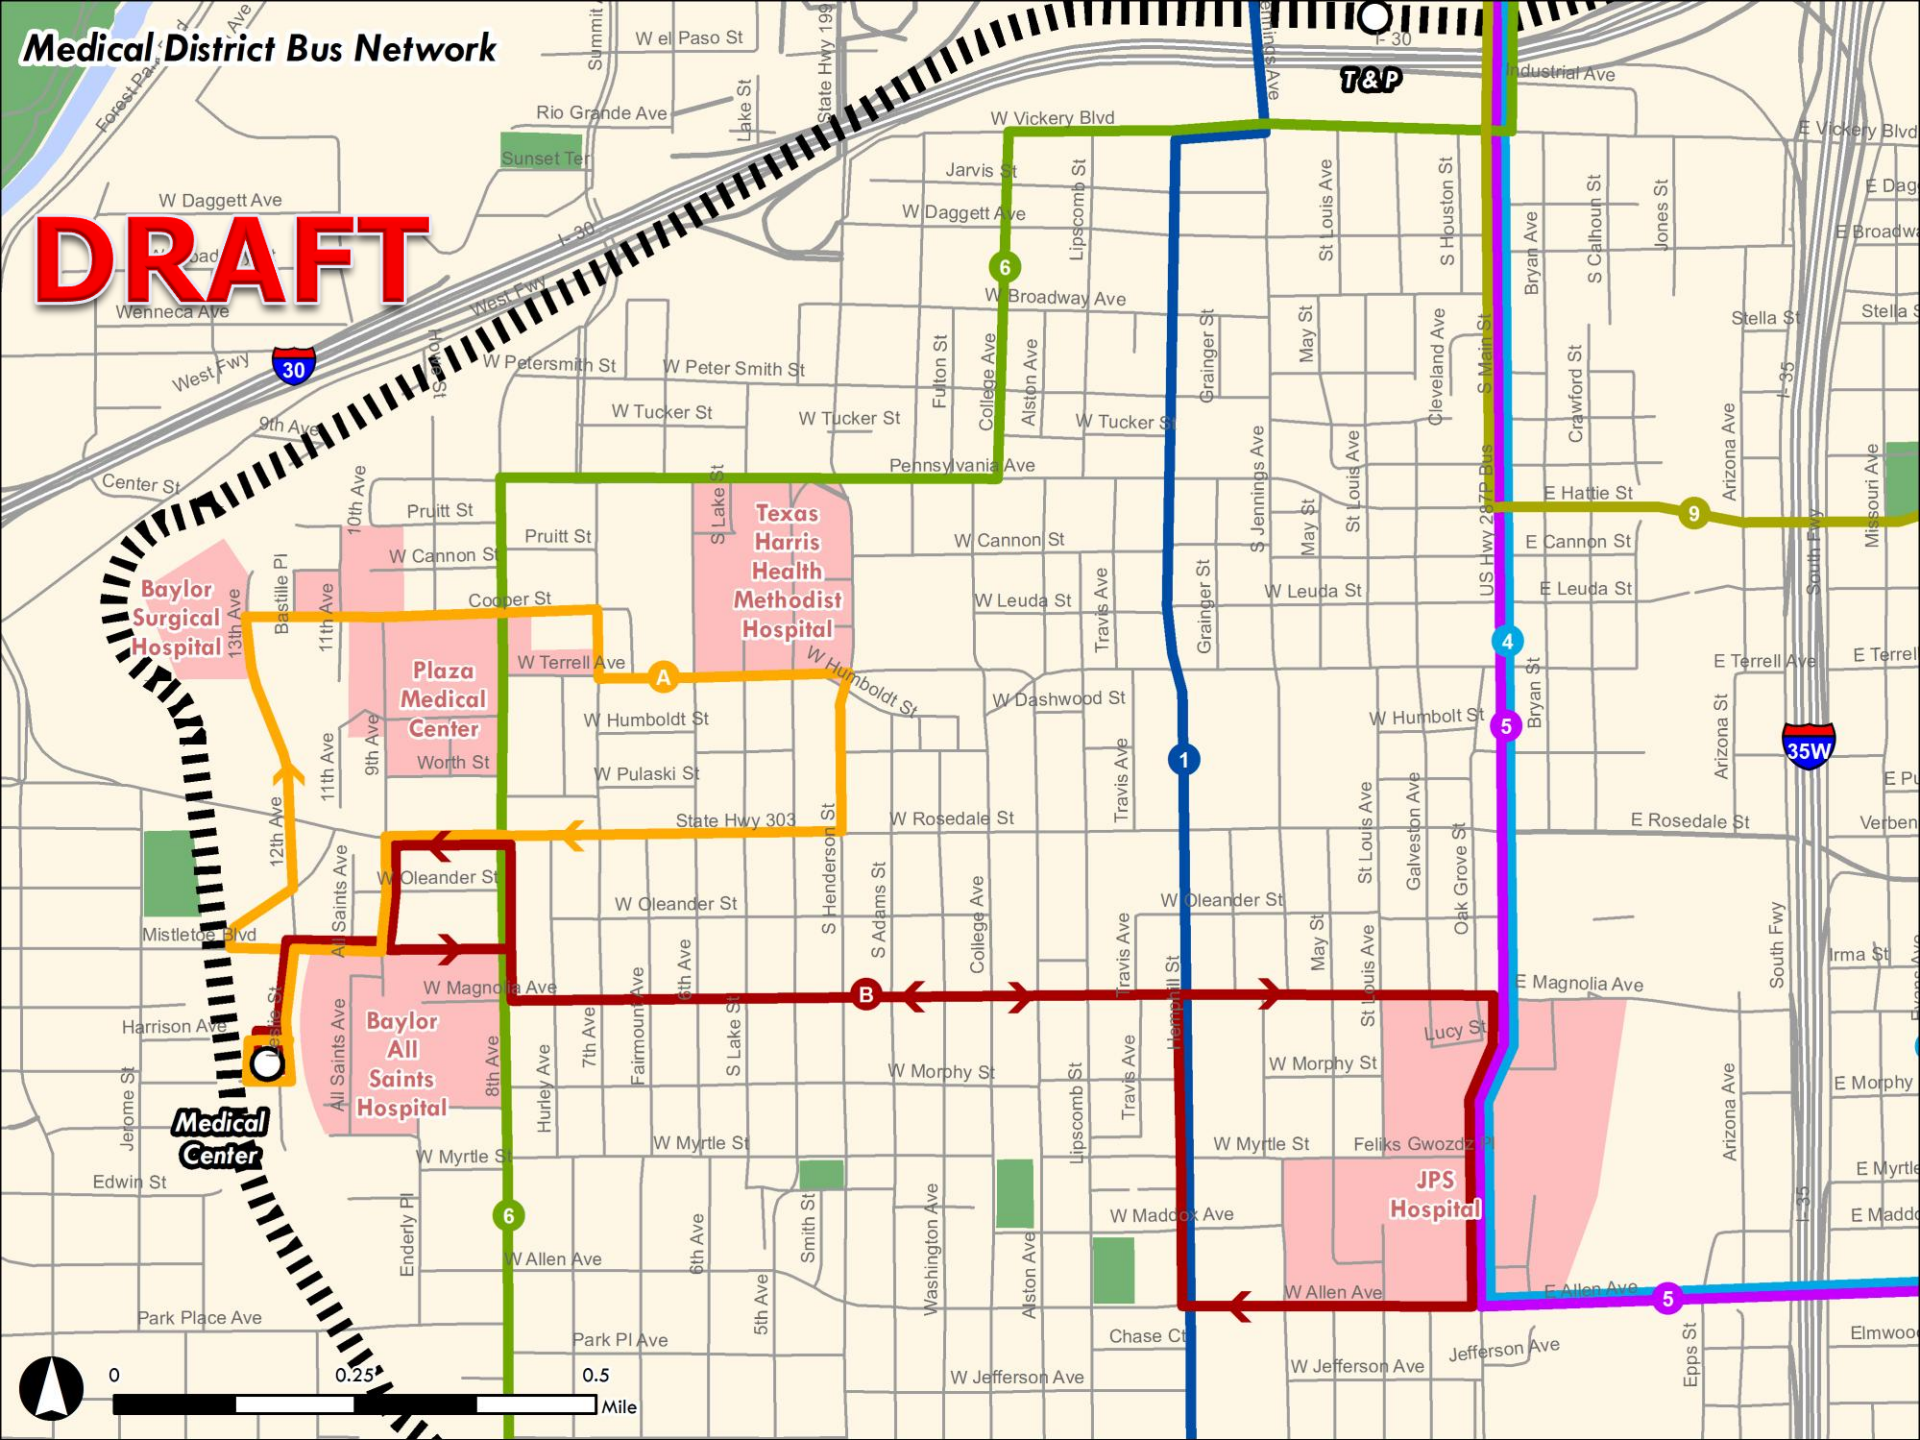 Medical District Bus Network
DRAFT
W el Paso St
Summit
State Hwy 199
Rio Grande Ave
Lake St
Sunset Ter
W Daggett Ave
Wenneca Ave
West Fwy
West Fwy
I- 30
30
9th Ave
Center St
T&P
I- 30
Industrial Ave
W Vickery Blvd
E Vickery Blvd
Jarvis St
Lipscomb St
W Daggett Ave
St Louis Ave
S Houston St
Bryan Ave
S Calhoun St
Jones St
6
W Broadway Ave
W Petersmith St
W Peter Smith St
Fulton St
College Ave
Alston Ave
Grainger St
May St
Cleveland Ave
S Main St
Crawford St
Stella St
I- 35
W Tucker St
W Tucker St
W Tucker St
Pennsylvania Ave
S Jennings Ave
St Louis Ave
May St
US Hwy 287P Bus
E Hattie St
9
Arizona Ave
Missouri Ave
South Fwy
10th Ave
Pruitt St
Pruitt St
S Lake St
Texas
Harris
Health
Methodist
Hospital
W Cannon St
W Cannon St
E Cannon St
Baylor
Surgical
Hospital
13th Ave
Bastille Pl
11th Ave
Cooper St
W Leuda St
Travis Ave
Grainger St
W Leuda St
E Leuda St
4
Plaza
Medical
Center
W Terrell Ave
A
W Humboldt St
E Terrell Ave
E Terrell
W Dashwood St
W Humboldt St
W Humbolt St
5
Bryan St
Arizona St
35W
9th Ave
11th Ave
Worth St
W Pulaski St
Travis Ave
1
12th Ave
State Hwy 303
S Henderson St
W Rosedale St
St Louis Ave
Galveston Ave
Oak Grove St
E Rosedale St
W Oleander St
All Saints Ave
W Oleander St
S Adams St
College Ave
W Oleander St
Travis Ave
May St
St Louis Ave
South Fwy
Mistletoe Blvd
Irma St
W Magnolia Ave
B
E Magnolia Ave
6th Ave
Hemphill St
Leslie St
Harrison Ave
All Saints Ave
Baylor
All
Saints
Hospital
8th Ave
Hurley Ave
7th Ave
Fairmount Ave
S Lake St
W Morphy St
Lipscomb St
Travis Ave
W Morphy St
Lucy St
E Morphy
Arizona Ave
Jerome St
Medical
Center
W Myrtle St
W Myrtle St
W Myrtle St
Feliks Gwozdz Pl
JPS
Hospital
I-35
Edwin St
Enderly Pl
6
Smith St
Washington Ave
Alston Ave
W Maddox Ave
W Allen Ave
6th Ave
5th Ave
W Allen Ave
E Allen Ave
5
Park Place Ave
Park Pl Ave
Chase Ct
W Jefferson Ave
W Jefferson Ave
Jefferson Ave
Epps St
0
0.25
0.5
Mile